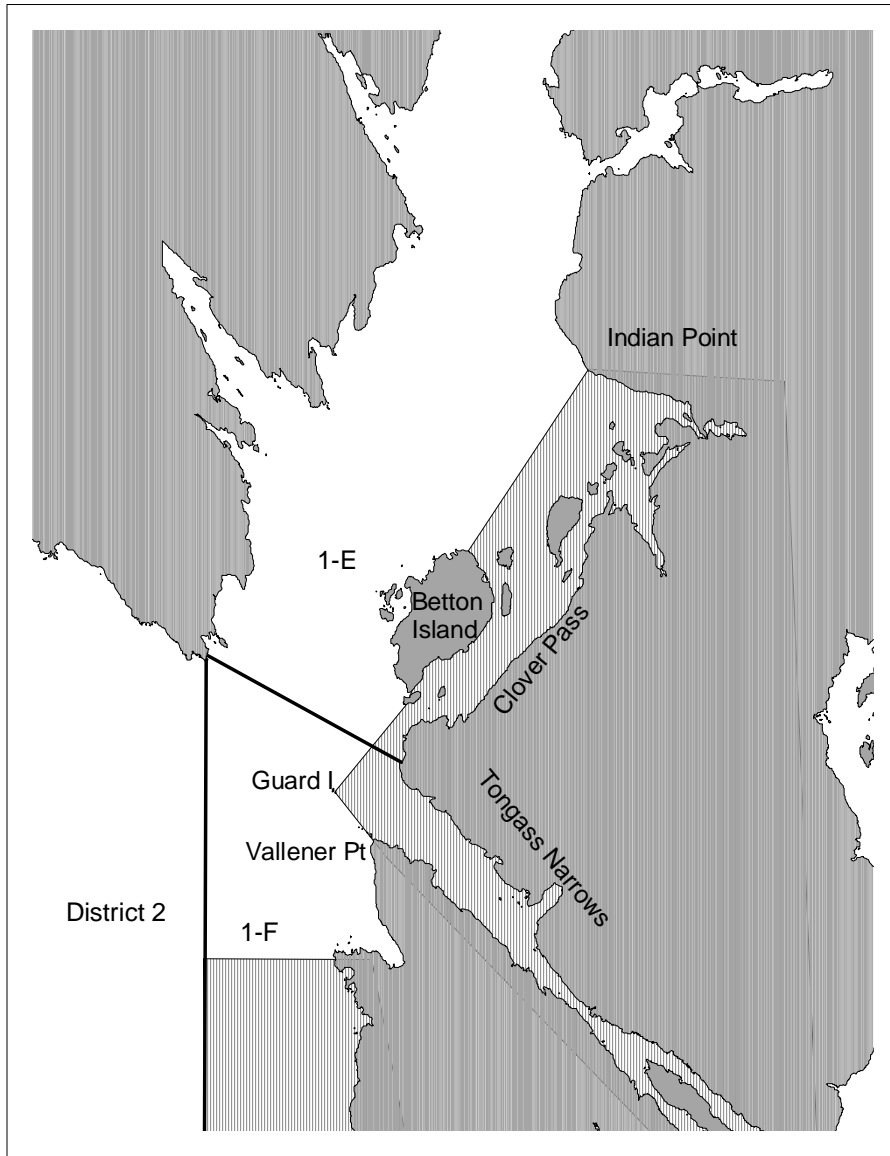 Indian Point
1-E
Betton
Island
Clover Pass
Guard I
Tongass Narrows
Vallener Pt
District 2
1-F